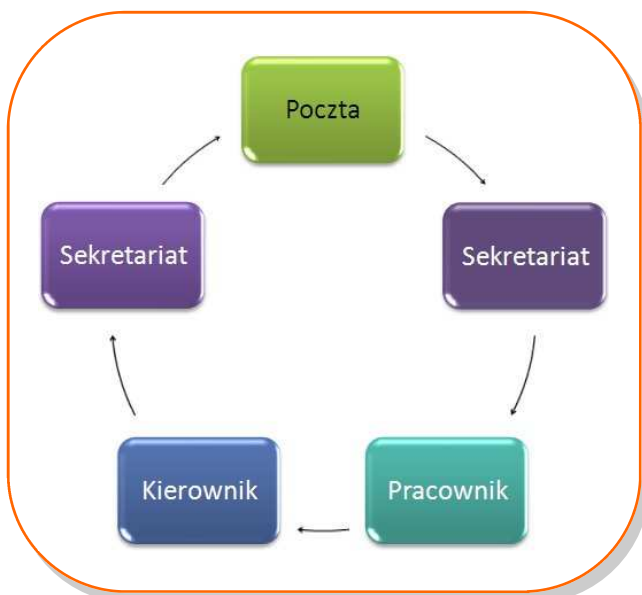 Poczta
Sekretariat
Sekretariat
Kierownik
Pracownik